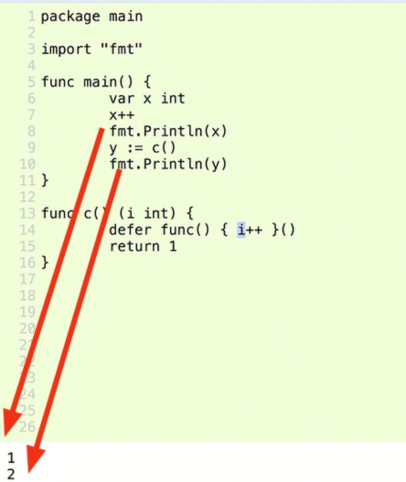 1 package main
2
3 import "fmt"
4
5 func main() {
6 var x int
7 x++
8 fmt.Println(x)
9 y := c()
10 fmt.Println(y)
11 }
12
13 func c() (i int) {
14 defer func() { i++ }()
15 return 1
16 }
17
18
19
20
21
22
23
24
25
26
1
2